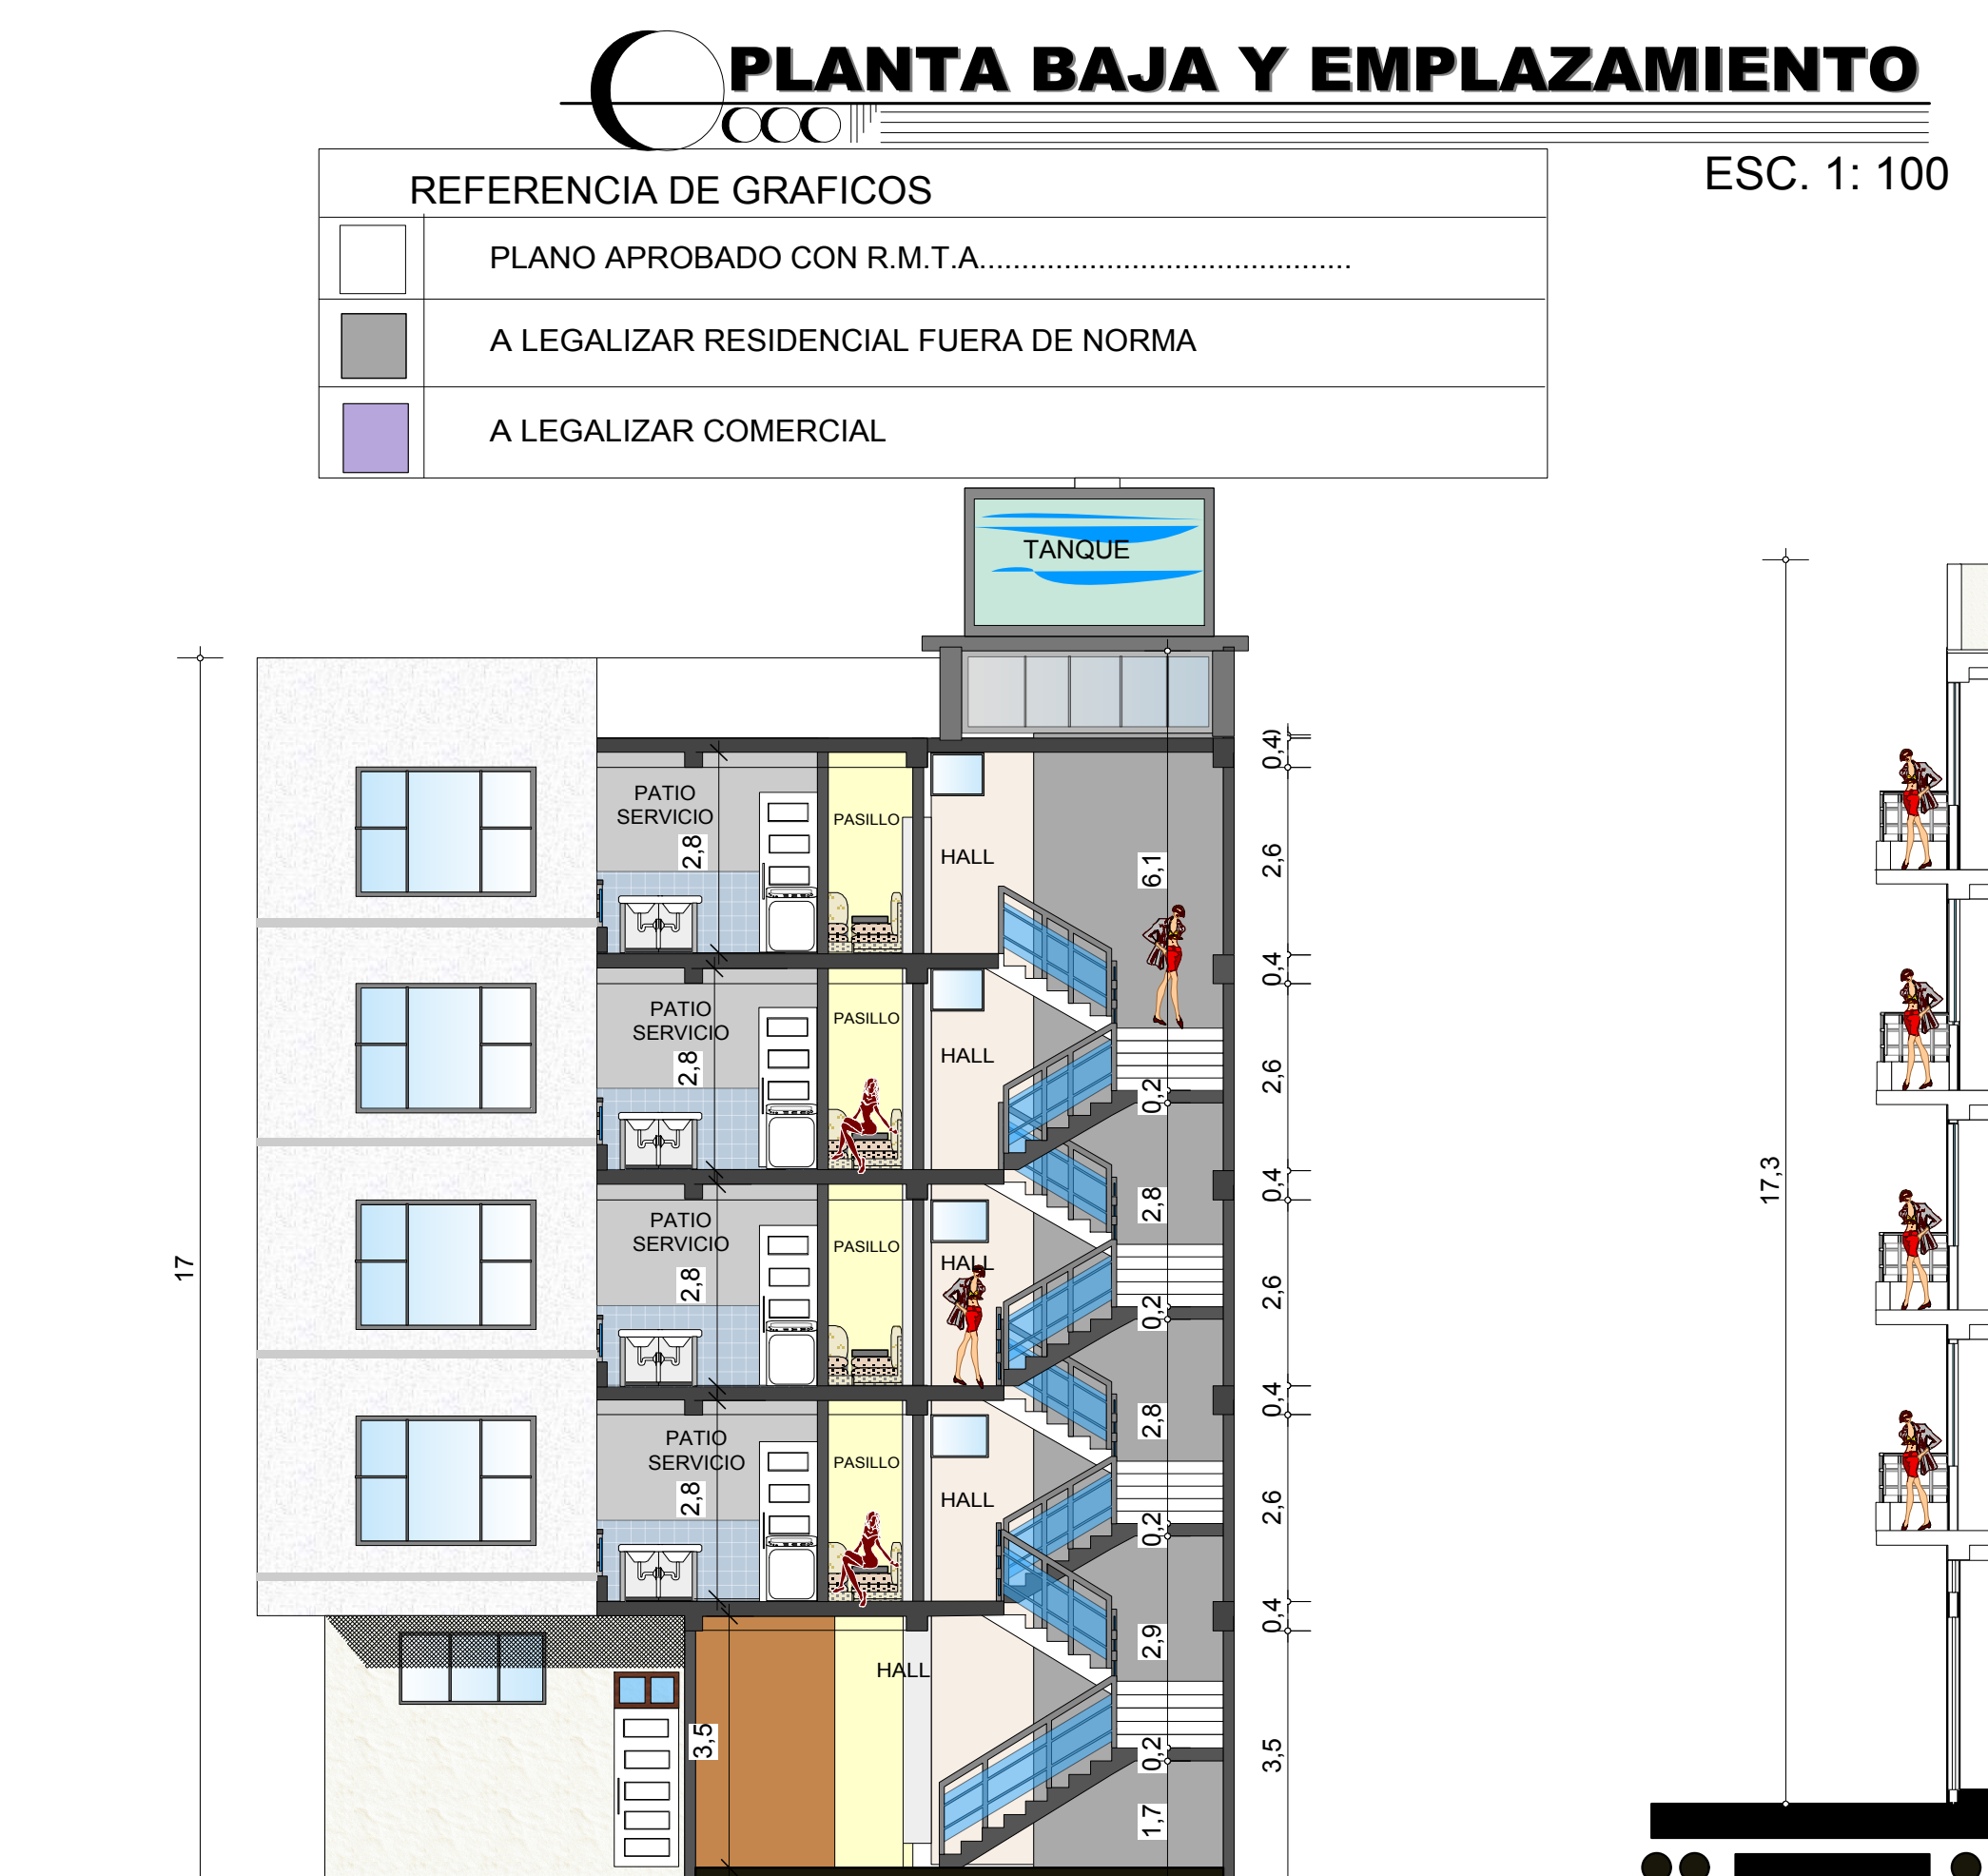 PLANTA BAJA Y EMPLAZAMIENTO
ESC. 1: 100
REFERENCIA DE GRAFICOS
PLANO APROBADO CON R.M.T.A............................................
A LEGALIZAR RESIDENCIAL FUERA DE NORMA
A LEGALIZAR COMERCIAL
TANQUE
0,4)
PATIO
SERVICIO
2,8
PASILLO
HALL
6,1
2,6
0,4
PATIO
SERVICIO
2,8
PASILLO
HALL
0,2
2,6
0,4
2,8
17,3
PATIO
SERVICIO
2,8
PASILLO
HALL
0,2
2,6
17
0,4
2,8
PATIO
SERVICIO
2,8
PASILLO
HALL
0,2
2,6
0,4
2,9
HALL
3,5
0,2
3,5
1,7